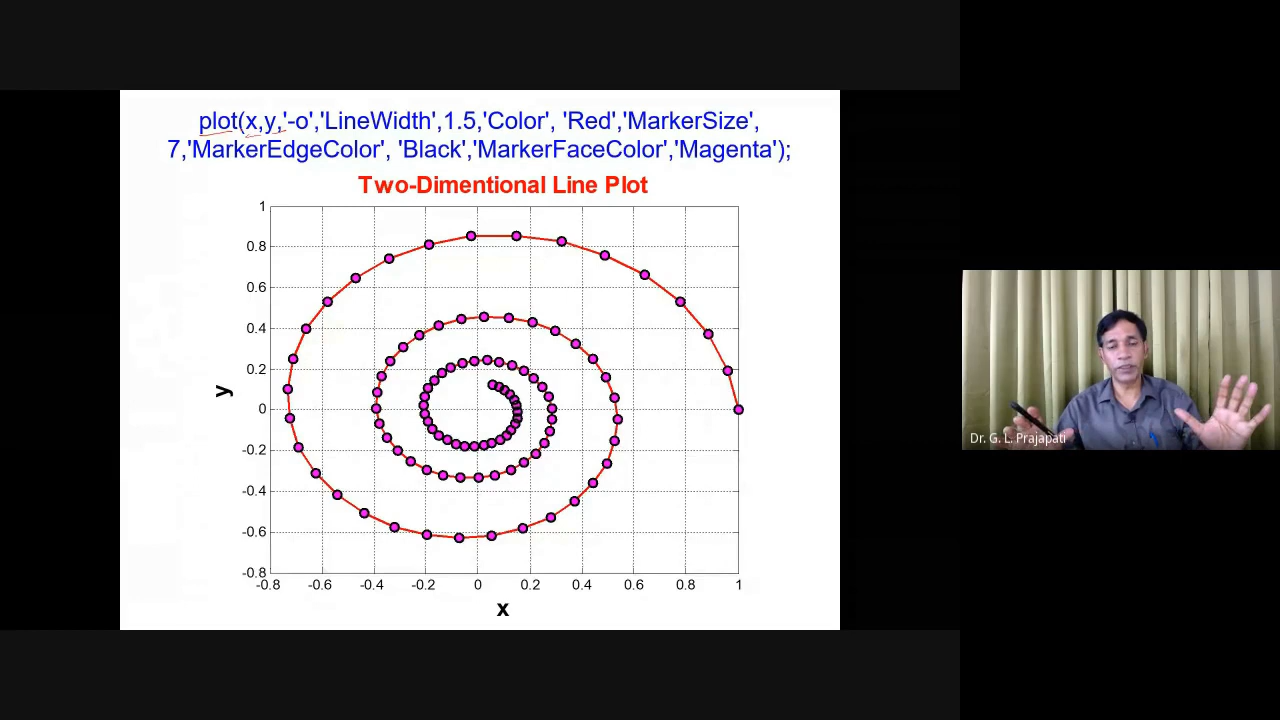 plot(x,y,'-o','LineWidth',1.5,'Color', 'Red','MarkerSize',
7,'MarkerEdgeColor', 'Black','MarkerFaceColor','Magenta');
Two-Dimentional Line Plot
1
0.8
0.6
0.4
0.2
0
-0.2
-0.4
-0.6
-0.8
y
-0.8 -0.6 -0.4 -0.2 0 0.2 0.4 0.6 0.8 1
x
Dr. G. L. Prajapati